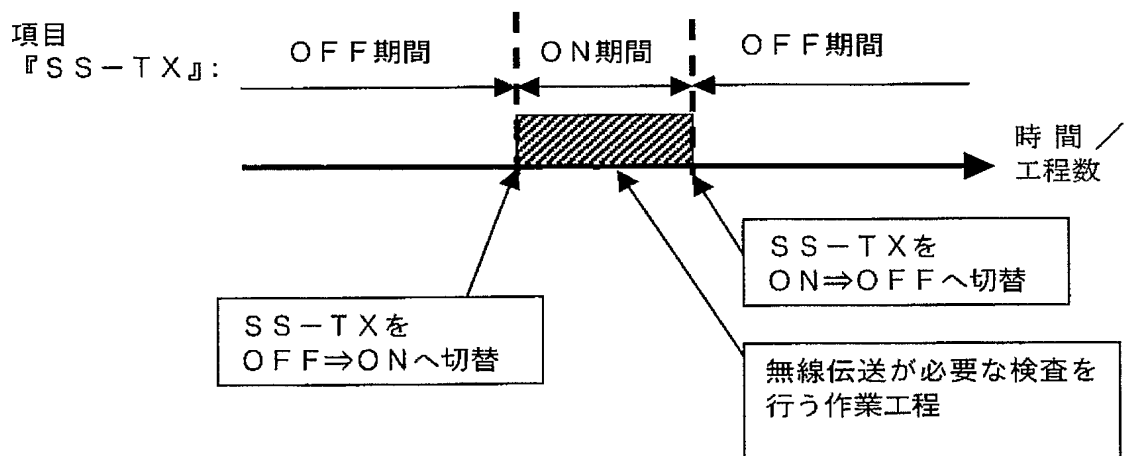 項目
『ＳＳ－ＴＸ』:
ＯＦＦ期間
ＯＮ期間
ＯＦＦ期間
時間／
工程数
ＳＳ－ＴＸを
ＯＦＦ⇒ＯＮへ切替
ＳＳ－ＴＸを
ＯＮ⇒ＯＦＦへ切替
無線伝送が必要な検査を
行う作業工程